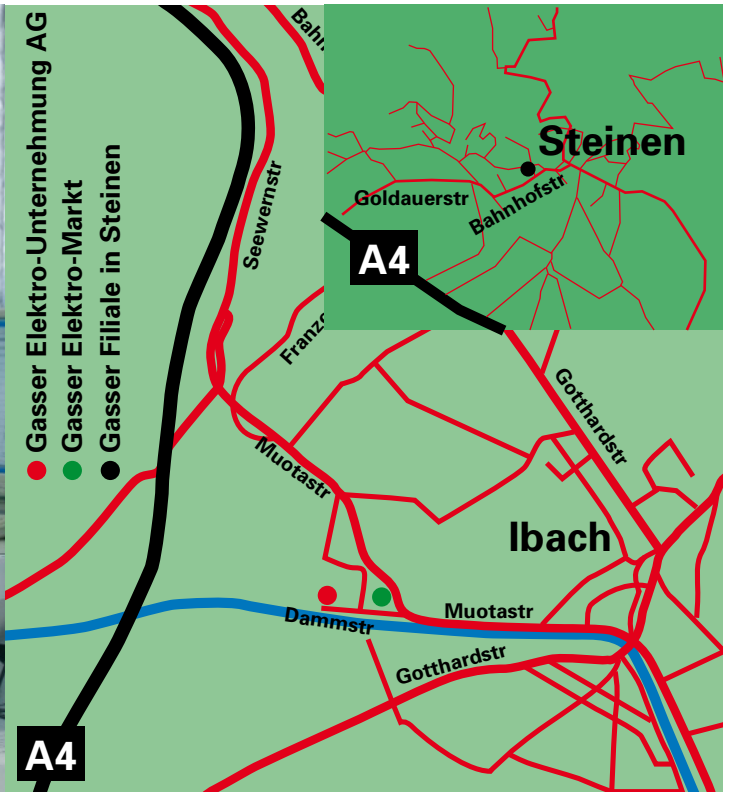 Gasser Elektro-Unternehmung AG
Gasser Elektro-Markt
Gasser Filiale in Steinen
Bahn
Seewernstr
Steinen
Goldauerstr
Bahnhofstr
A4
Gotthardstr
Muotastr
Ibach
Dammstr
Muotastr
Gotthardstr
A4